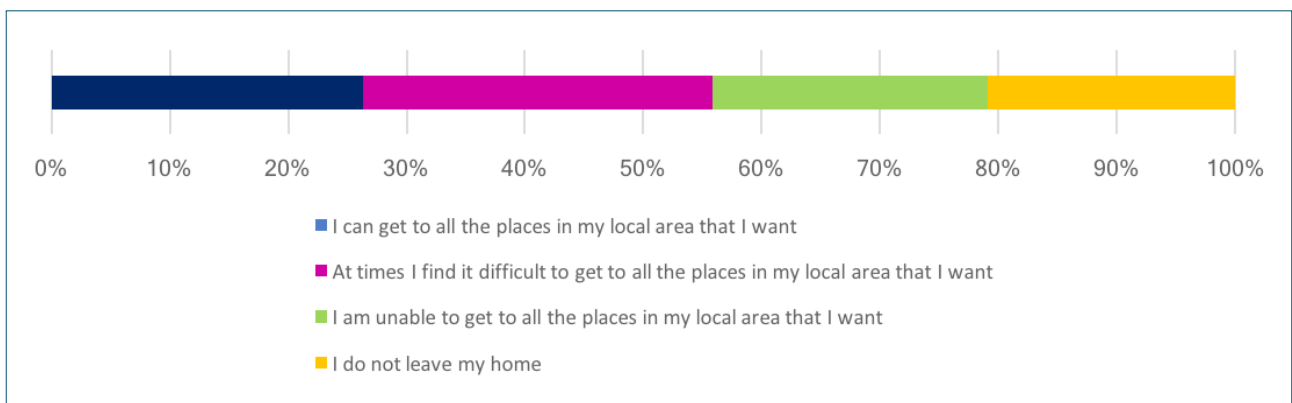 0% 10% 20% 30% 40% 50% 60% 70% 80% 90% 100%
I can get to all the places in my local area that I want
At times I find it difficult to get to all the places in my local area that I want
I am unable to get to all the places in my local area that I want
I do not leave my home